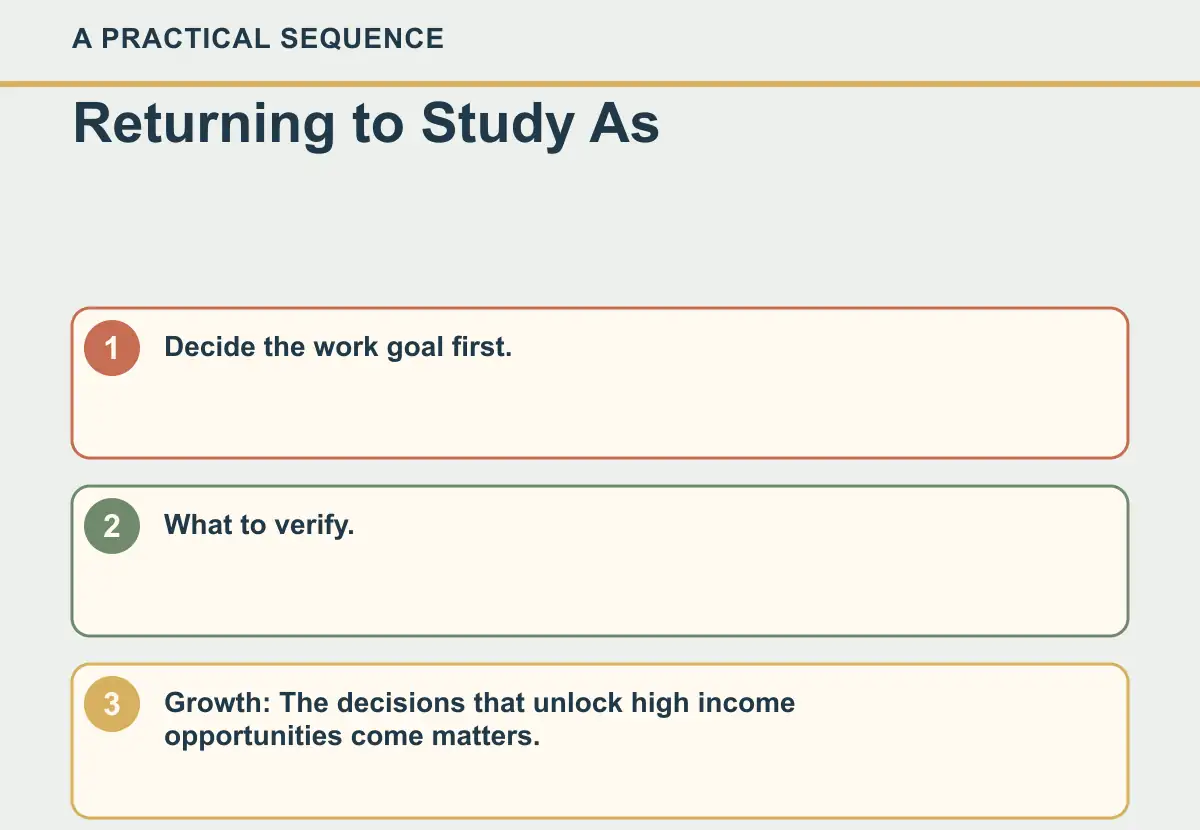 A PRACTICAL SEQUENCE
Returning to Study As
1
Decide the work goal first.
2
What to verify.
3
Growth: The decisions that unlock high income
opportunities come matters.